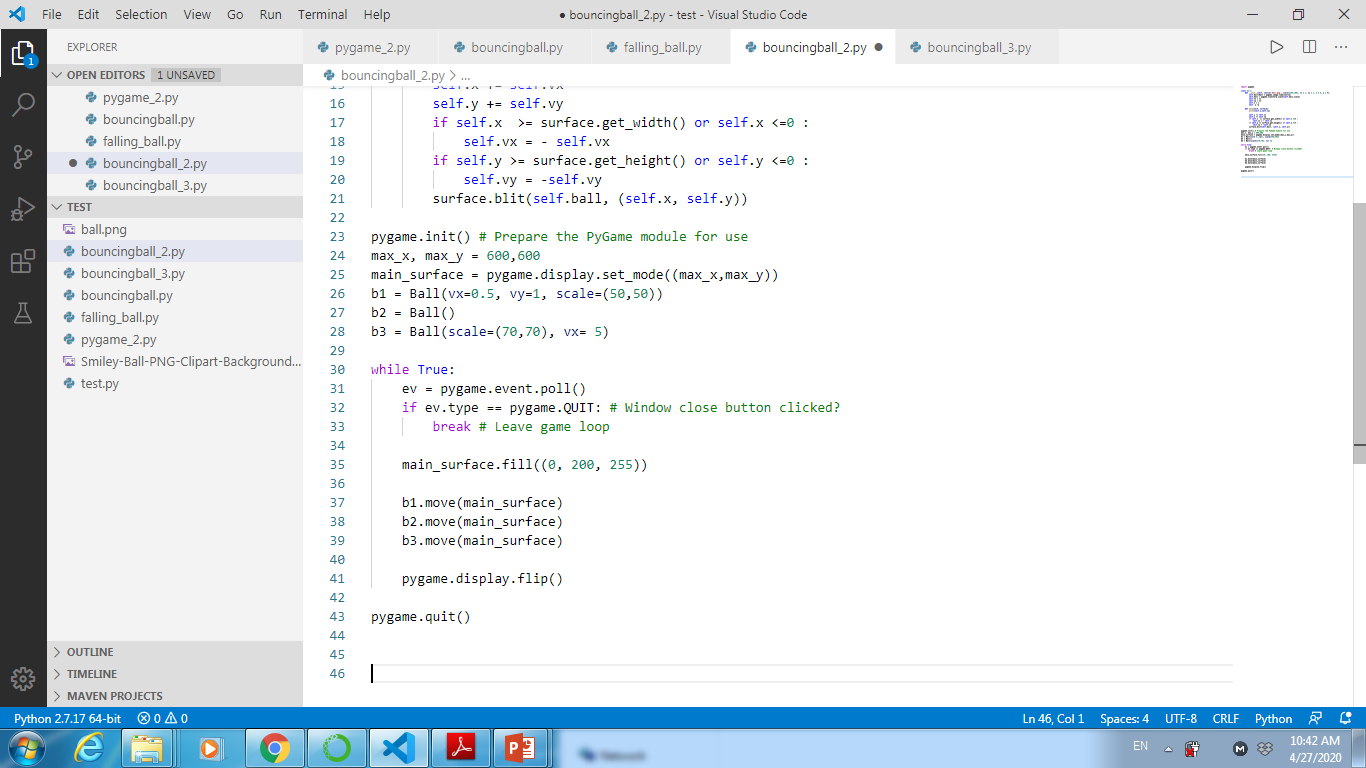 File Edit Selection View Go Run Terminal Help
● bouncingball_2.py - test - Visual Studio Code
EXPLORER
OPEN EDITORS 1 UNSAVED
pygame_2.py
bouncingball.py
falling_ball.py
bouncingball_2.py
bouncingball_3.py
TEST
ball.png
bouncingball_2.py
bouncingball_3.py
bouncingball.py
falling_ball.py
pygame_2.py
Smiley-Ball-PNG-Clipart-Background...
test.py
OUTLINE
TIMELINE
MAVEN PROJECTS
pygame_2.py bouncingball.py falling_ball.py bouncingball_2.py ● bouncingball_3.py
bouncingball_2.py > ...
15 self.x += self.vx
16 self.y += self.vy
17 if self.x  >= surface.get_width() or self.x <=0 :
18 self.vx = - self.vx
19 if self.y >= surface.get_height() or self.y <=0 :
20 self.vy = -self.vy
21 surface.blit(self.ball, (self.x, self.y))
22
23 pygame.init() # Prepare the PyGame module for use
24 max_x, max_y = 600,600
25 main_surface = pygame.display.set_mode((max_x,max_y))
26 b1 = Ball(vx=0.5, vy=1, scale=(50,50))
27 b2 = Ball()
28 b3 = Ball(scale=(70,70), vx= 5)
29
30 while True:
31 ev = pygame.event.poll()
32 if ev.type == pygame.QUIT: # Window close button clicked?
33 break # Leave game loop
34
35 main_surface.fill((0, 200, 255))
36
37 b1.move(main_surface)
38 b2.move(main_surface)
39 b3.move(main_surface)
40
41 pygame.display.flip()
42
43 pygame.quit()
44
45
46
1
Python 2.7.17 64-bit 0 0
Ln 46, Col 1 Spaces: 4 UTF-8 CRLF Python
EN
10:42 AM
4/27/2020